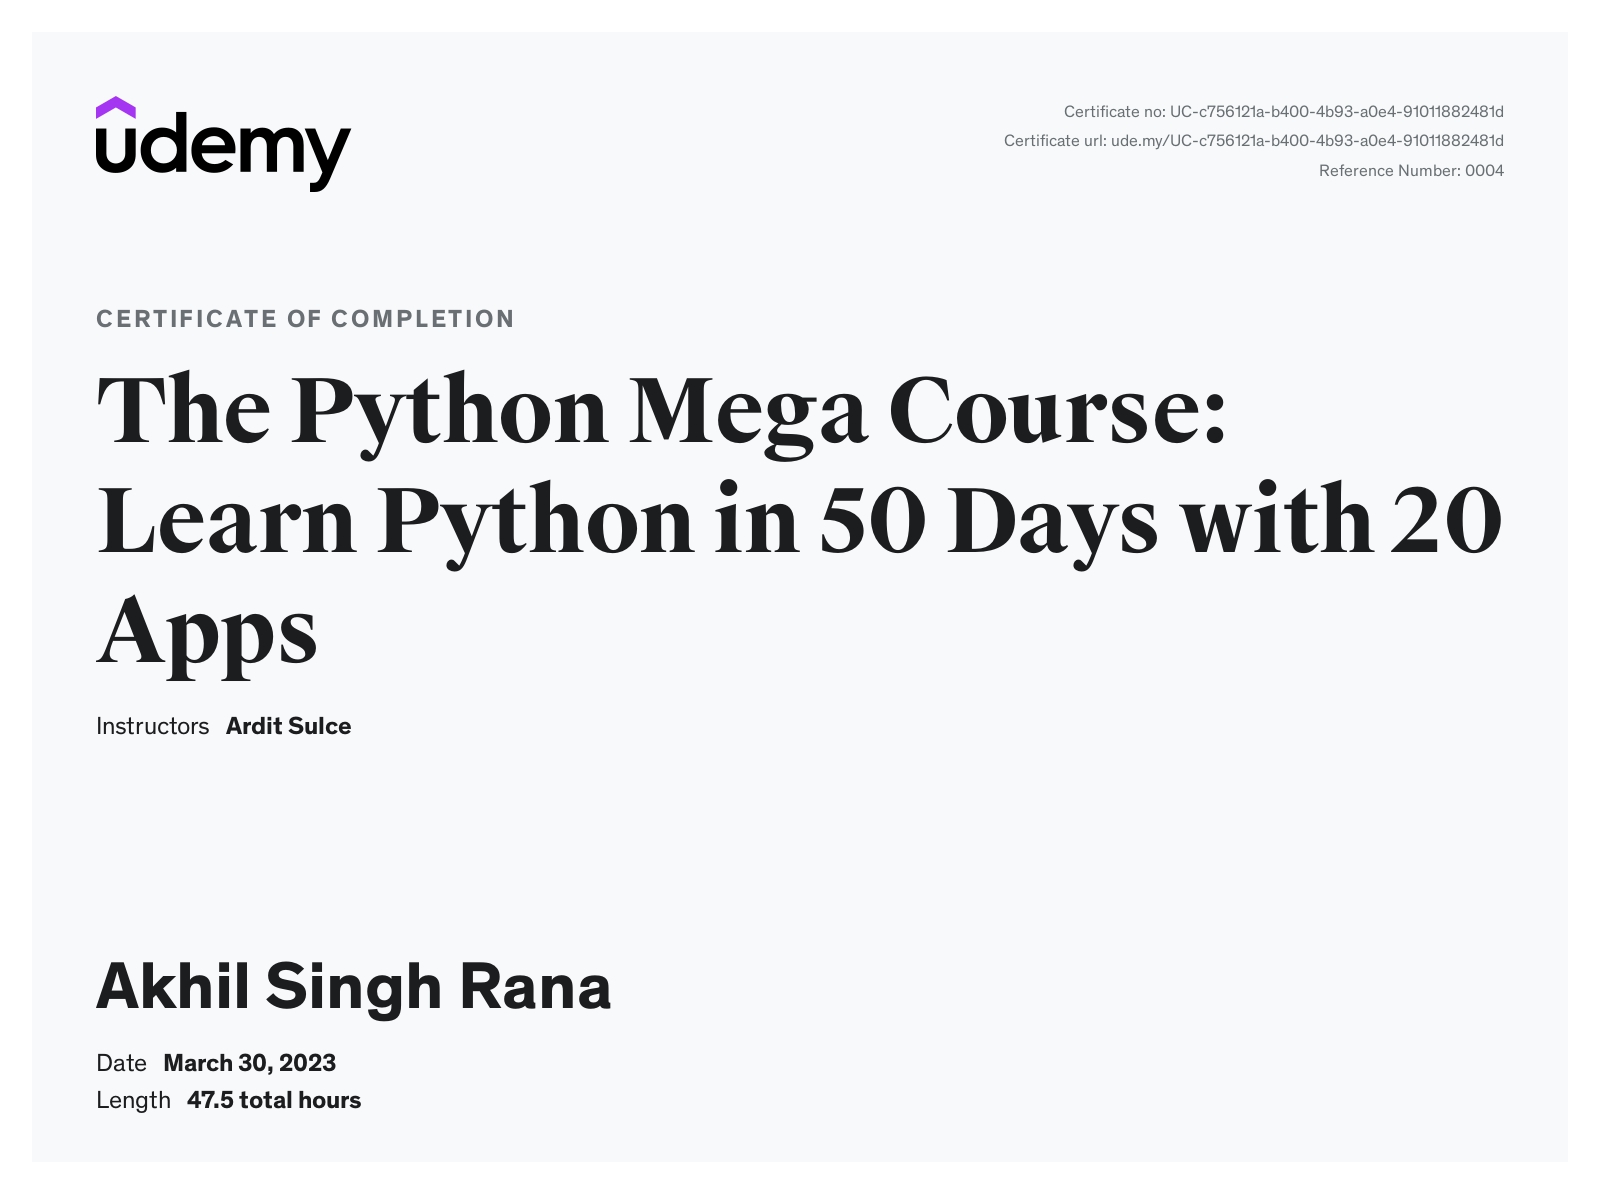 udemy
Certificate no: UC-c756121a-b400-4b93-a0e4-91011882481d
Certificate url: ude.my/UC-c756121a-b400-4b93-a0e4-91011882481d
Reference Number: 0004
CERTIFICATE OF COMPLETION
The Python Mega Course:
Learn Python in 50 Days with 20
Apps
Instructors Ardit Sulce
Akhil Singh Rana
Date March 30, 2023
Length 47.5 total hours